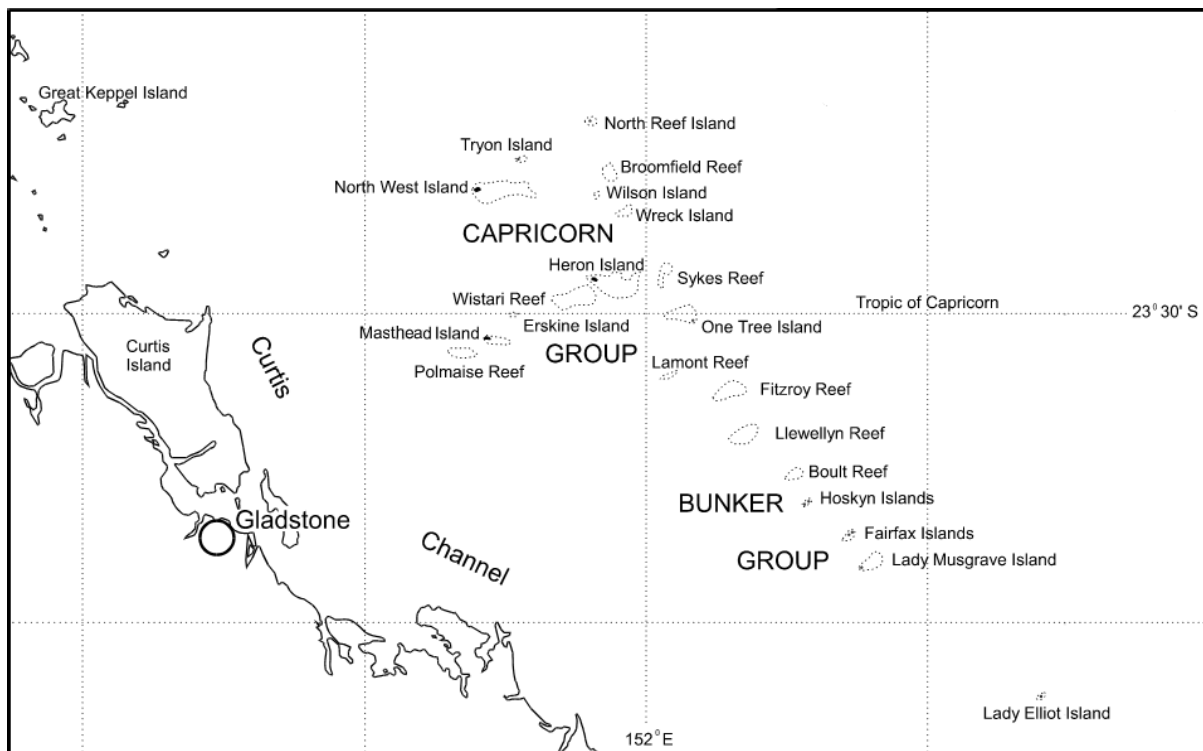 Great Keppel Island
North Reef Island
Tryon Island
Broomfield Reef
North West Island
Wilson Island
Wreck Island
CAPRICORN
Heron Island
Sykes Reef
Wistari Reef
Tropic of Capricorn
23° 30' S
Erskine Island
One Tree Island
Masthead Island
GROUP
Curtis
Island
Curtis
Lamont Reef
Polmaise Reef
Fitzroy Reef
Llewellyn Reef
Boult Reef
BUNKER
Hoskyn Islands
Gladstone
Fairfax Islands
Channel
GROUP
Lady Musgrave Island
Lady Elliot Island
152° E